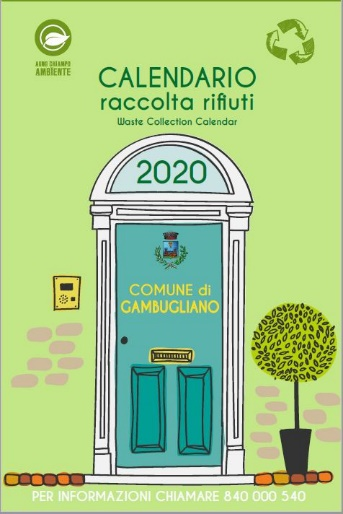 AGNO CHIAMPO
AMBIENTE
CALENDARIO
raccolta rifiuti
Waste Collection Calendar
2020
COMUNE di
GAMBUGLIANO
PER INFORMAZIONI CHIAMARE 840 000 540